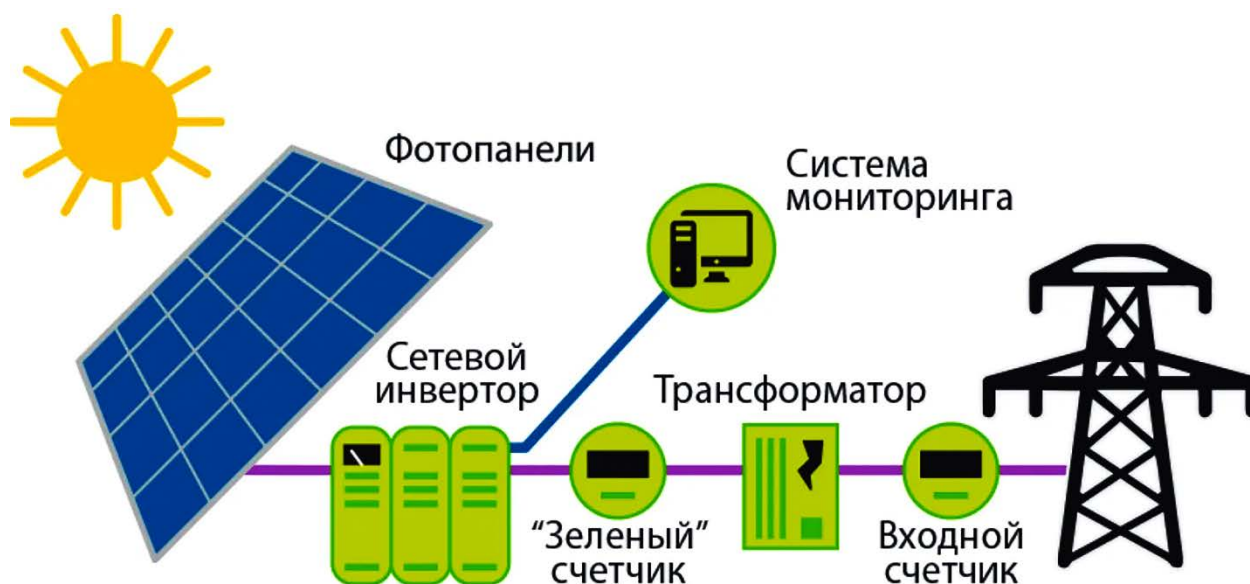 Фотопанели
Система
мониторинга
Сетевой
инвертор
Трансформатор
“Зеленый”
счетчик
Входной
счетчик